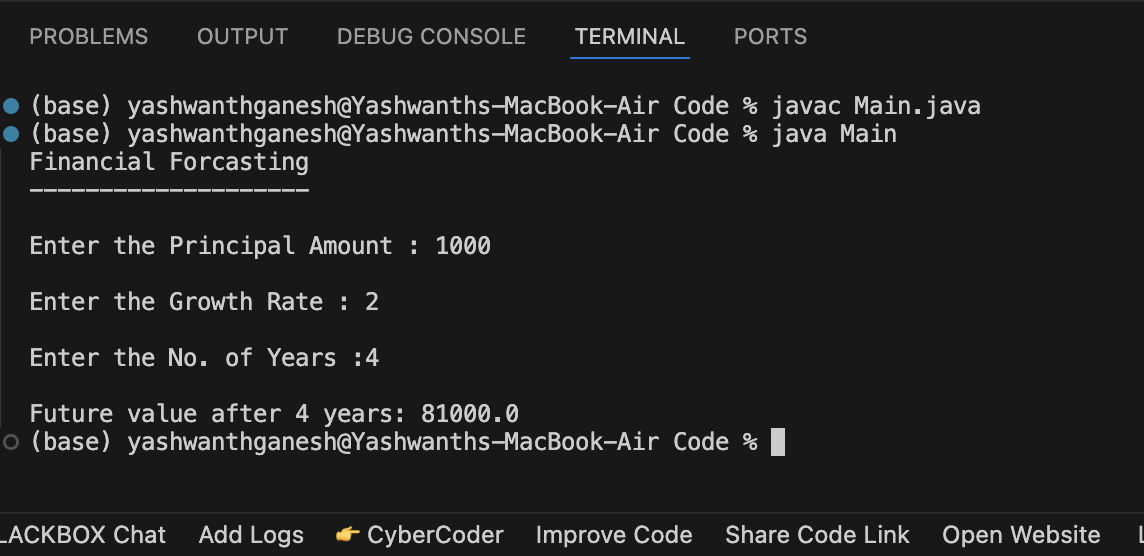 PROBLEMS OUTPUT DEBUG CONSOLE TERMINAL PORTS
(base) yashwanthganesh@Yashwanths-MacBook-Air Code % javac Main.java
(base) yashwanthganesh@Yashwanths-MacBook-Air Code % java Main
Financial Forcasting
--------------------
Enter the Principal Amount : 1000
Enter the Growth Rate : 2
Enter the No. of Years :4
Future value after 4 years: 81000.0
(base) yashwanthganesh@Yashwanths-MacBook-Air Code %
LACKBOX Chat Add Logs 👉 CyberCoder Improve Code Share Code Link Open Website